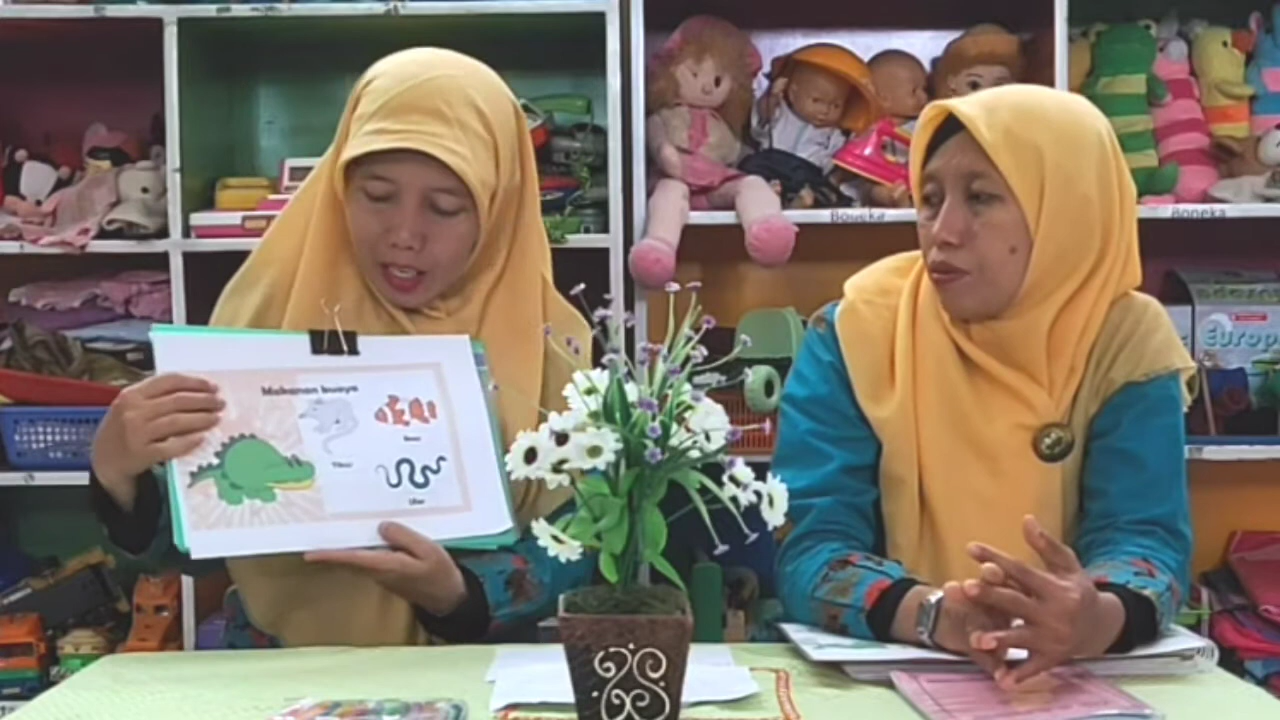 Makanan buaya
Tikus
Ikan
Ular
Boneka
Boneka
Europ